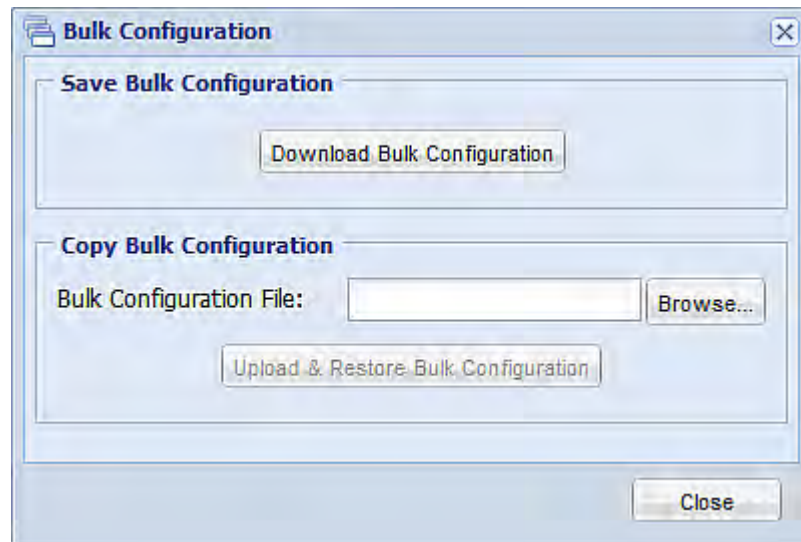 Bulk Configuration
Save Bulk Configuration
Download Bulk Configuration
Copy Bulk Configuration
Bulk Configuration File:
Browse...
Upload & Restore Bulk Configuration
Close